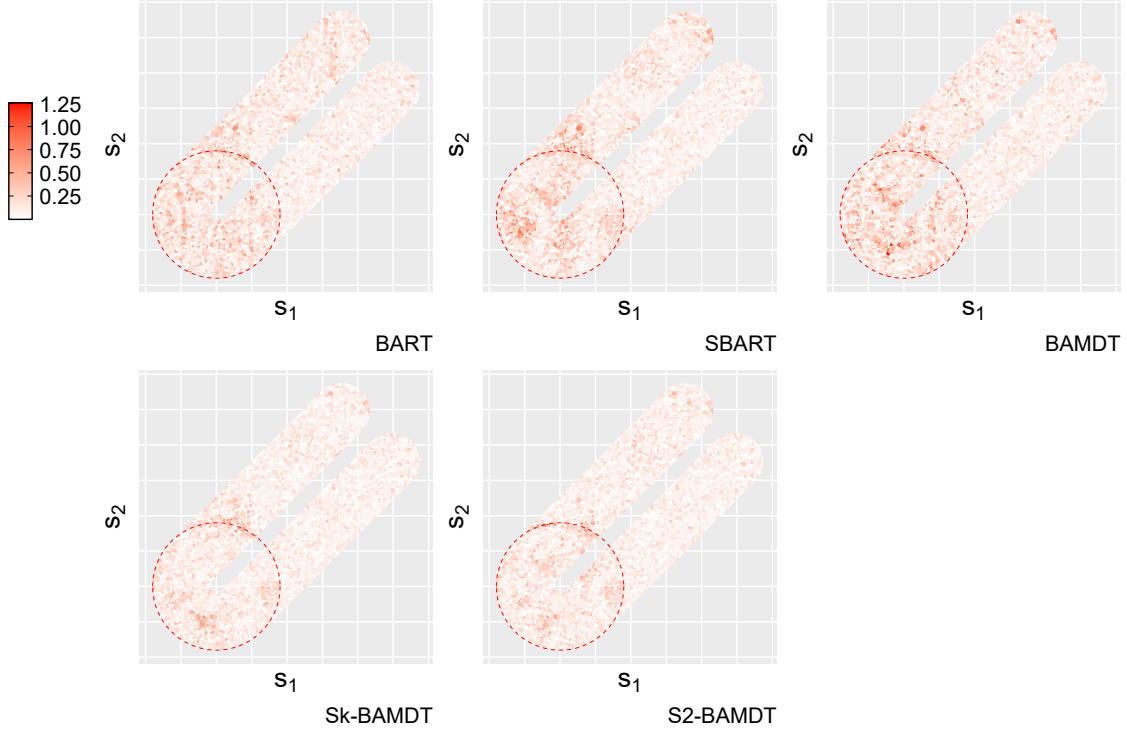 1.25
1.00
0.75
0.50
0.25
s₂
s₁
BART
s₂
s₁
SBART
s₂
s₁
BAMDT
s₂
s₁
Sk-BAMDT
s₂
s₁
S2-BAMDT